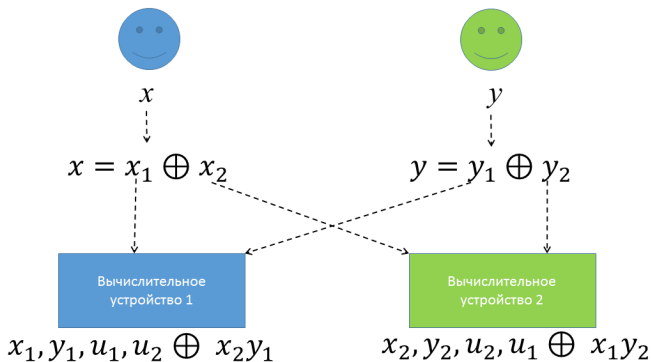 x y
x = x₁ ⊕ x₂ y = y₁ ⊕ y₂
Вычислительное
устройство 1
Вычислительное
устройство 2
x₁, y₁, u₁, u₂ ⊕ x₂y₁
x₂, y₂, u₂, u₁ ⊕ x₁y₂